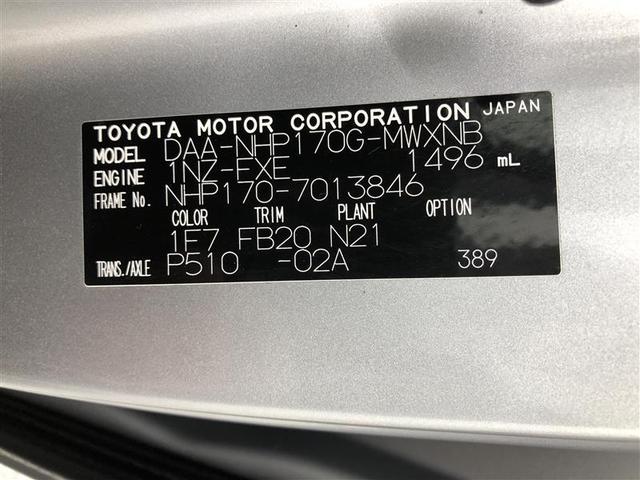 TOYOTA MOTOR CORPORATION JAPAN
MODEL DAA-NHP170G-MWXNB
ENGINE 1NZ-FXE 1496 mL
FRAME No. NHP170-7013846
COLOR TRIM PLANT OPTION
1F7 FB20 N21
TRANS./AXLE P510 -02A 389